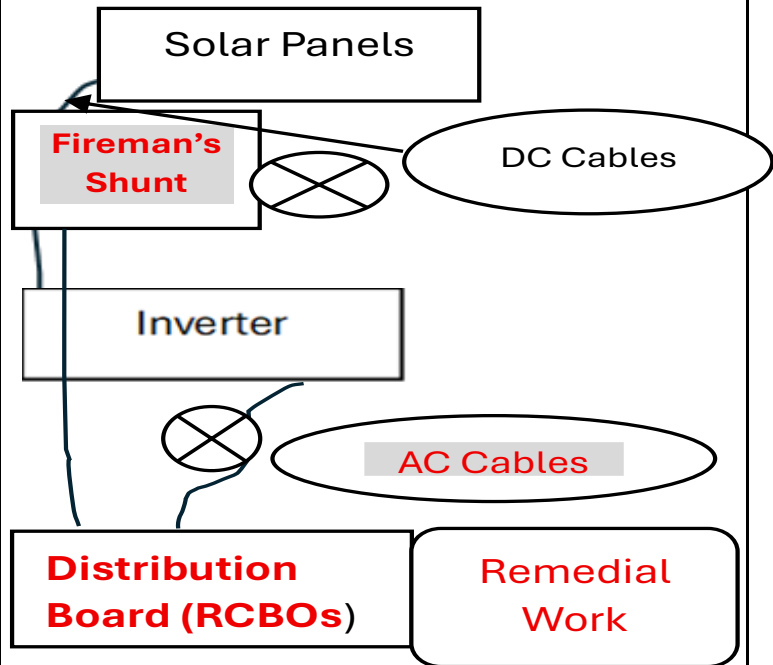 Solar Panels
Fireman’s
Shunt
DC Cables
Inverter
AC Cables
Distribution
Board (RCBOs)
Remedial
Work